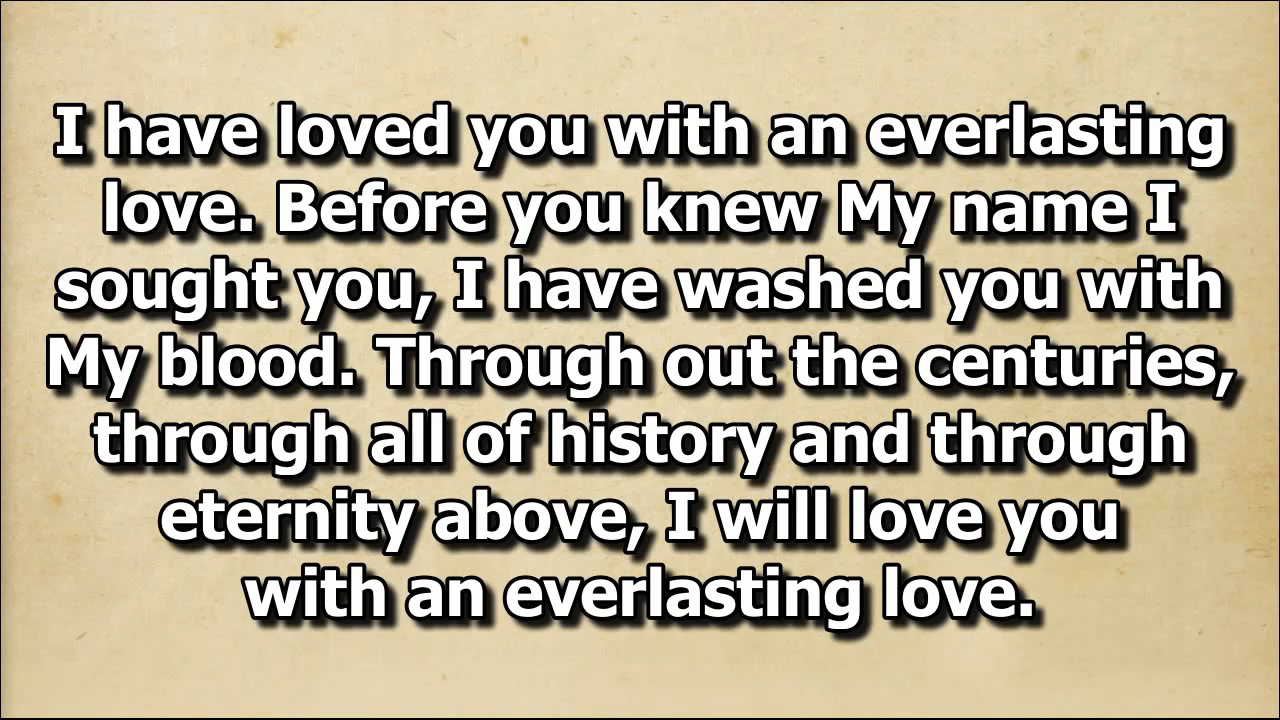 I have loved you with an everlasting
love. Before you knew My name I
sought you, I have washed you with
My blood. Through out the centuries,
through all of history and through
eternity above, I will love you
with an everlasting love.